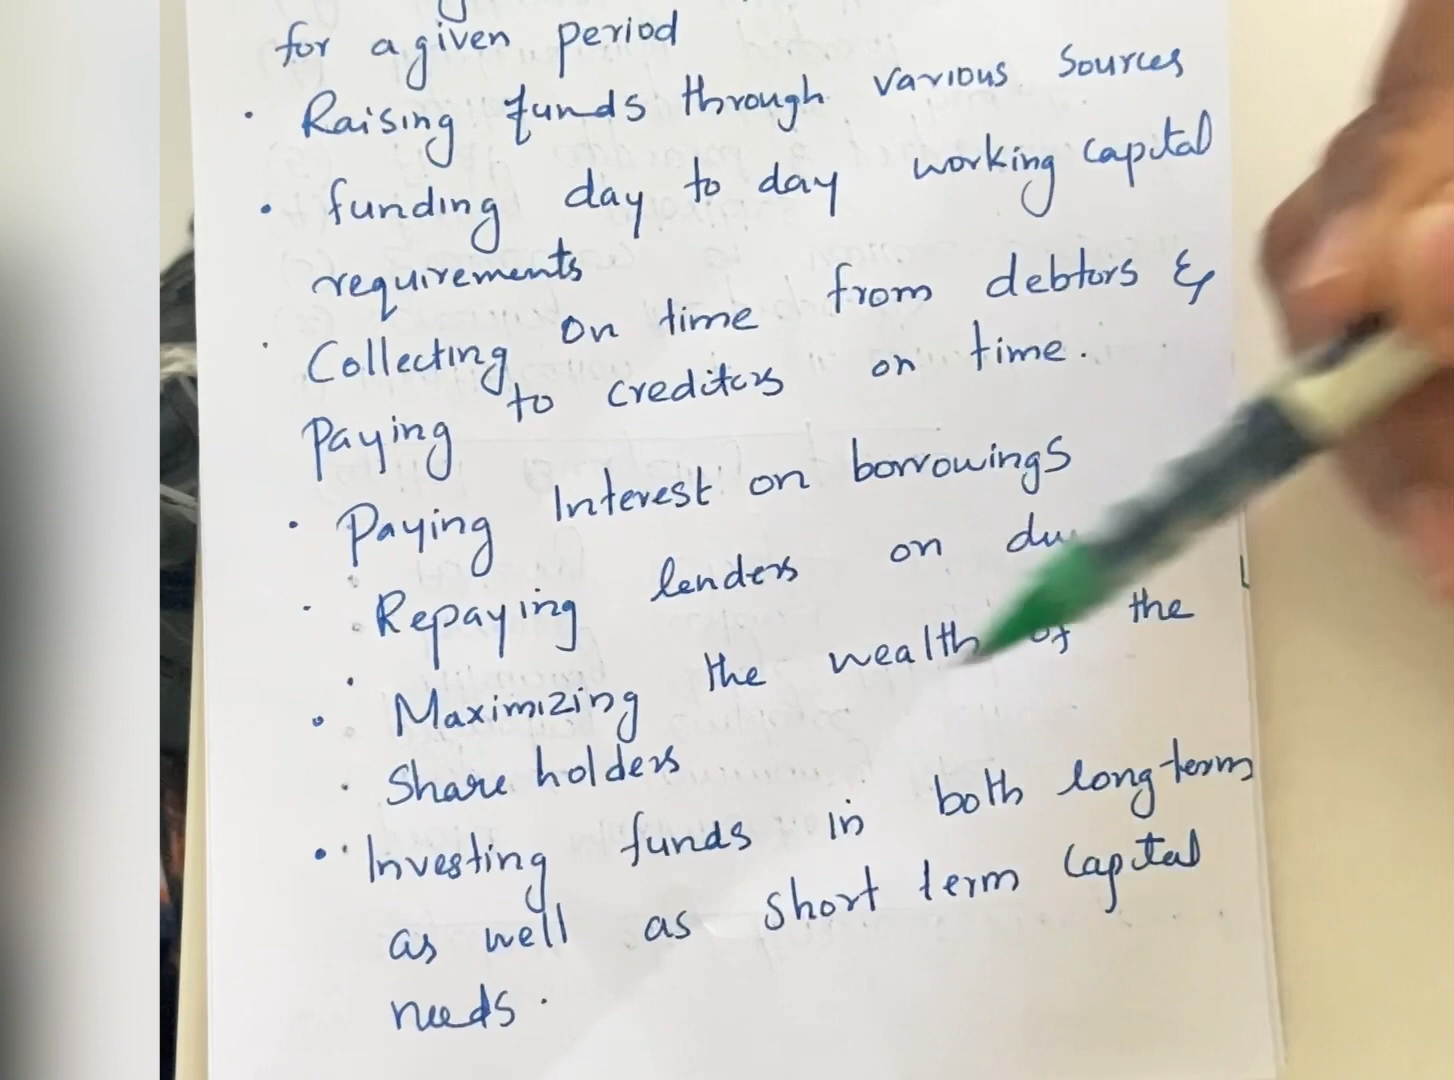 for a given period
• Raising funds through various Sources
• funding day to day working capital
requirements
• Collecting on time from debtors &
Paying to creditors on time.
• Paying Interest on borrowings
• Repaying lenders on
• Maximizing the wealth of the
• Share holders
• Investing funds in both long term
as well as short term capital
needs.